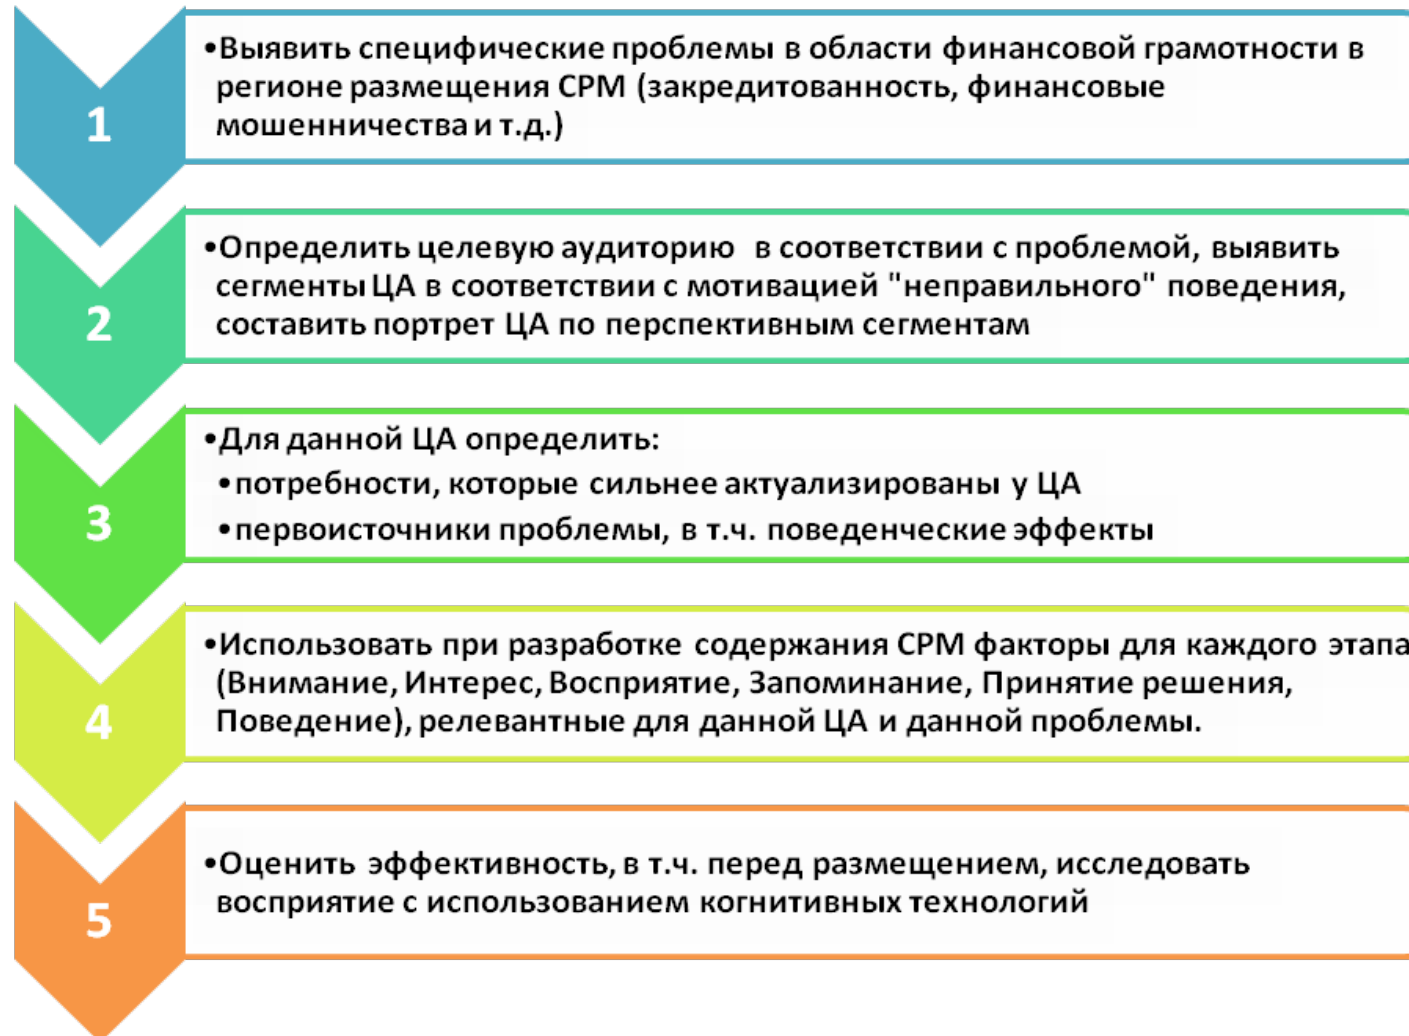 1
•Выявить специфические проблемы в области финансовой грамотности в
регионе размещения СРМ (закредитованность, финансовые
мошенничества и т.д.)
2
•Определить целевую аудиторию в соответствии с проблемой, выявить
сегменты ЦА в соответствии с мотивацией "неправильного" поведения,
составить портрет ЦА по перспективным сегментам
3
•Для данной ЦА определить:
•потребности, которые сильнее актуализированы у ЦА
•первоисточники проблемы, в т.ч. поведенческие эффекты
4
•Использовать при разработке содержания СРМ факторы для каждого этапа
(Внимание, Интерес, Восприятие, Запоминание, Принятие решения,
Поведение), релевантные для данной ЦА и данной проблемы.
5
•Оценить эффективность, в т.ч. перед размещением, исследовать
восприятие с использованием когнитивных технологий